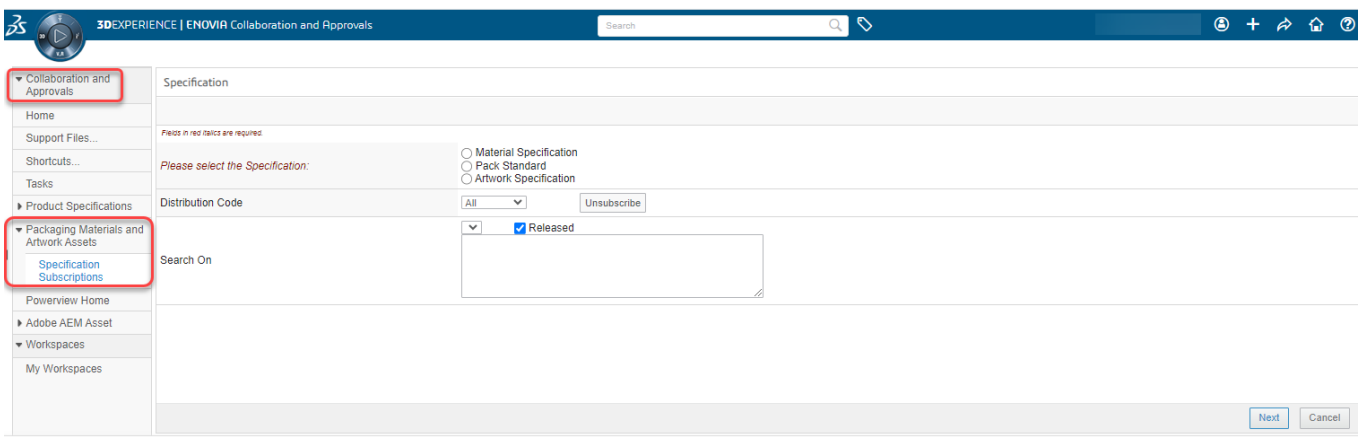 3DEXPERIENCE | ENOVIA Collaboration and Approvals
Search
Collaboration and
Approvals
Home
Support Files...
Shortcuts...
Tasks
Product Specifications
Packaging Materials and
Artwork Assets
Specification
Subscriptions
Powerview Home
Adobe AEM Asset
Workspaces
My Workspaces
Specification
Fields in red italics are required.
Please select the Specification:
Material Specification
Pack Standard
Artwork Specification
Distribution Code
All
Unsubscribe
Search On
Released
Next
Cancel